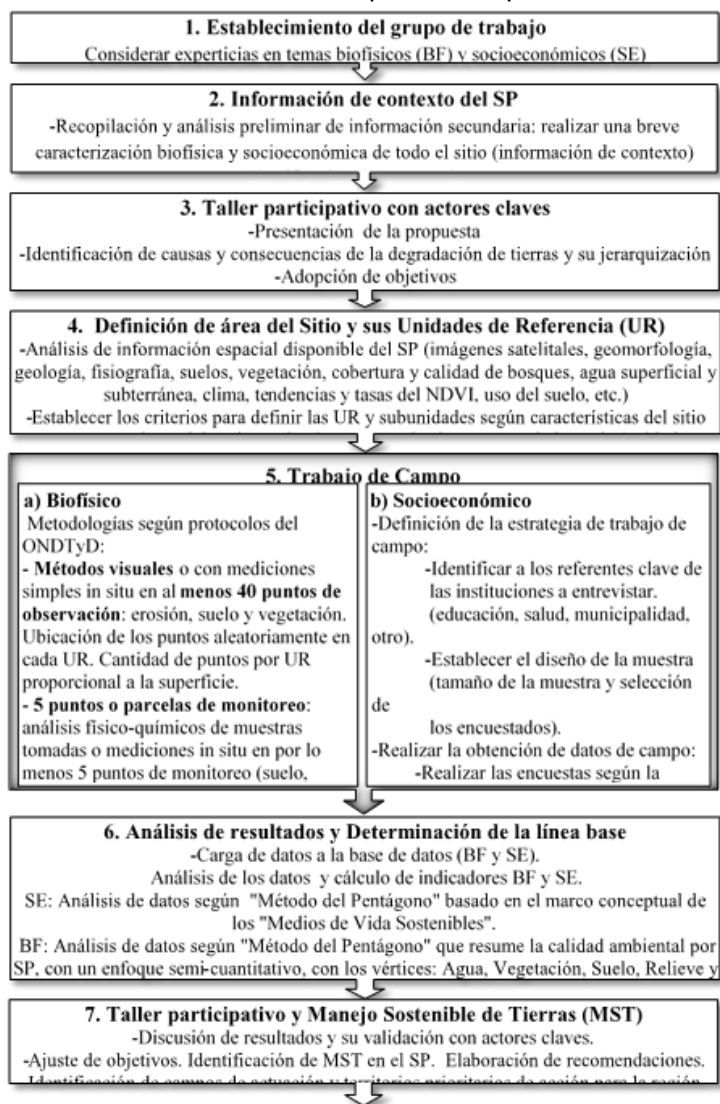 1. Establecimiento del grupo de trabajo
Considerar experticias en temas biofísicos (BF) y socioeconómicos (SE)
2. Información de contexto del SP
-Recopilación y análisis preliminar de información secundaria: realizar una breve
caracterización biofísica y socioeconómica de todo el sitio (información de contexto)
3. Taller participativo con actores claves
-Presentación de la propuesta
-Identificación de causas y consecuencias de la degradación de tierras y su jerarquización
-Adopción de objetivos
4. Definición de área del Sitio y sus Unidades de Referencia (UR)
-Análisis de información espacial disponible del SP (imágenes satelitales, geomorfología,
geología, fisiografía, suelos, vegetación, cobertura y calidad de bosques, agua superficial y
subterránea, clima, tendencias y tasas del NDVI, uso del suelo, etc.)
-Establecer los criterios para definir las UR y subunidades según características del sitio
5. Trabajo de Campo
a) Biofísico
Metodologías según protocolos del
ONDTyD:
- Métodos visuales o con mediciones
simples in situ en al menos 40 puntos de
observación: erosión, suelo y vegetación.
Ubicación de los puntos aleatoriamente en
cada UR. Cantidad de puntos por UR
proporcional a la superficie.
- 5 puntos o parcelas de monitoreo:
análisis físico-químicos de muestras
tomadas o mediciones in situ en por lo
menos 5 puntos de monitoreo (suelo,
b) Socioeconómico
-Definición de la estrategia de trabajo de
campo:
-Identificar a los referentes clave de
las instituciones a entrevistar.
(educación, salud, municipalidad,
otro).
-Establecer el diseño de la muestra
(tamaño de la muestra y selección
de
los encuestados).
-Realizar la obtención de datos de campo:
-Realizar las encuestas según la
6. Análisis de resultados y Determinación de la línea base
-Carga de datos a la base de datos (BF y SE).
Análisis de los datos y cálculo de indicadores BF y SE.
SE: Análisis de datos según "Método del Pentágono" basado en el marco conceptual de
los "Medios de Vida Sostenibles".
BF: Análisis de datos según "Método del Pentágono" que resume la calidad ambiental por
SP, con un enfoque semi-cuantitativo, con los vértices: Agua, Vegetación, Suelo, Relieve y
7. Taller participativo y Manejo Sostenible de Tierras (MST)
-Discusión de resultados y su validación con actores claves.
-Ajuste de objetivos. Identificación de MST en el SP. Elaboración de recomendaciones.
Identificación de campos de actuación y territorios prioritarios de acción para la región